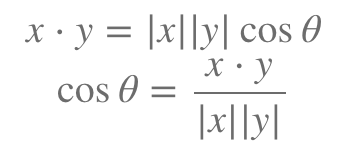 x · y = |x||y| cos θ
cos θ = x · y / |x||y|